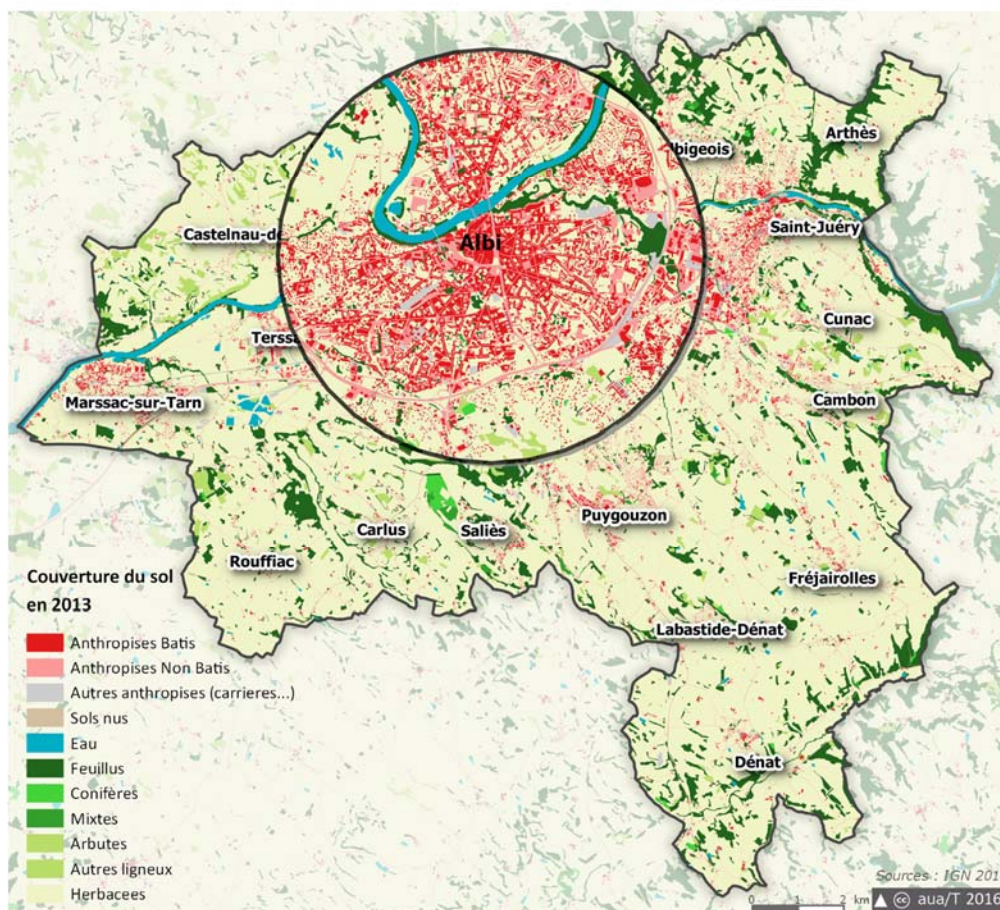 Arthès
lbigeois
Saint-Juéry
Castelnau-d
Albi
Cunac
Terss
Marssac-sur-Tarn
Cambon
Puygouzon
Carlus
Saliès
Rouffiac
Fréjairolles
Labastide-Dénat
Dénat
Couverture du sol
en 2013
Anthropises Batis
Anthropises Non Batis
Autres anthropises (carrieres...)
Sols nus
Eau
Feuillus
Conifères
Mixtes
Arbutes
Autres ligneux
Herbacees
Sources : IGN 201
0 1 2 km
cc aua/T 2016